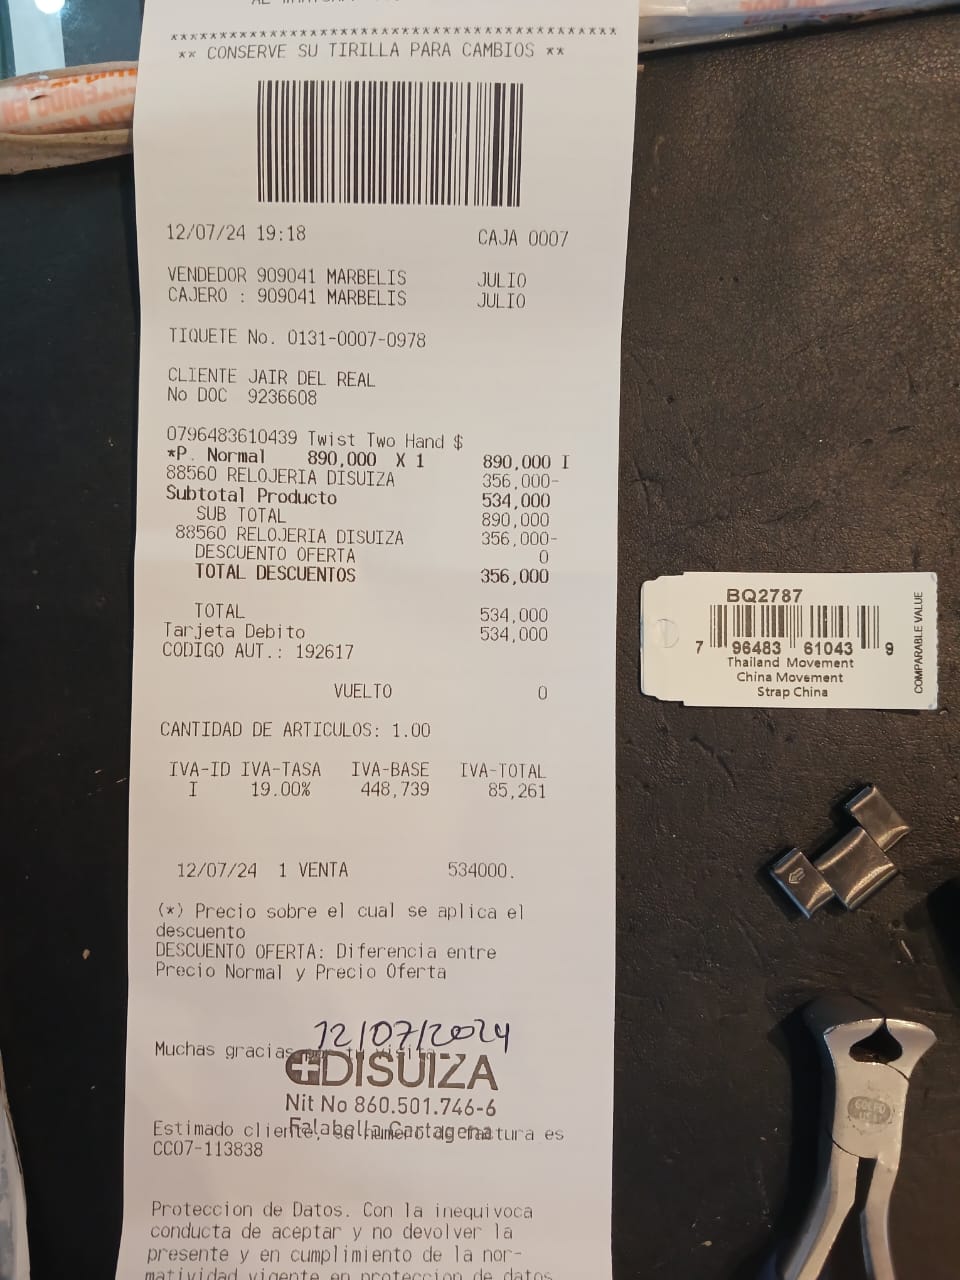 ** CONSERVE SU TIRILLA PARA CAMBIOS **
12/07/24 19:18 CAJA 0007
VENDEDOR 909041 MARBELIS JULIO
CAJERO : 909041 MARBELIS JULIO
TIQUETE No. 0131-0007-0978
CLIENTE JAIR DEL REAL
No DOC 9236608
0796483610439 Twist Two Hand $
*P. Normal 890,000 X 1 890,000 I
88560 RELOJERIA DISUIZA 356,000-
Subtotal Producto 534,000
SUB TOTAL 890,000
88560 RELOJERIA DISUIZA 356,000-
DESCUENTO OFERTA 0
TOTAL DESCUENTOS 356,000
TOTAL 534,000
Tarjeta Debito 534,000
CODIGO AUT.: 192617
VUELTO 0
CANTIDAD DE ARTICULOS: 1.00
IVA-ID IVA-TASA IVA-BASE IVA-TOTAL
I 19.00% 448,739 85,261
12/07/24 1 VENTA 534000.
(*) Precio sobre el cual se aplica el
descuento
DESCUENTO OFERTA: Diferencia entre
Precio Normal y Precio Oferta
12/07/2024
Muchas gracias
DISUIZA
Nit No 860.501.746-6
Falabella Cartagena
Estimado cliente, su numero de factura es
CC07-113838
Proteccion de Datos. Con la inequivoca
conducta de aceptar y no devolver la
presente y en cumplimiento de la nor-
matividad vigente en proteccion de datos
BQ2787
7 96483 61043 9
Thailand Movement
China Movement
Strap China
COMPARABLE VALUE